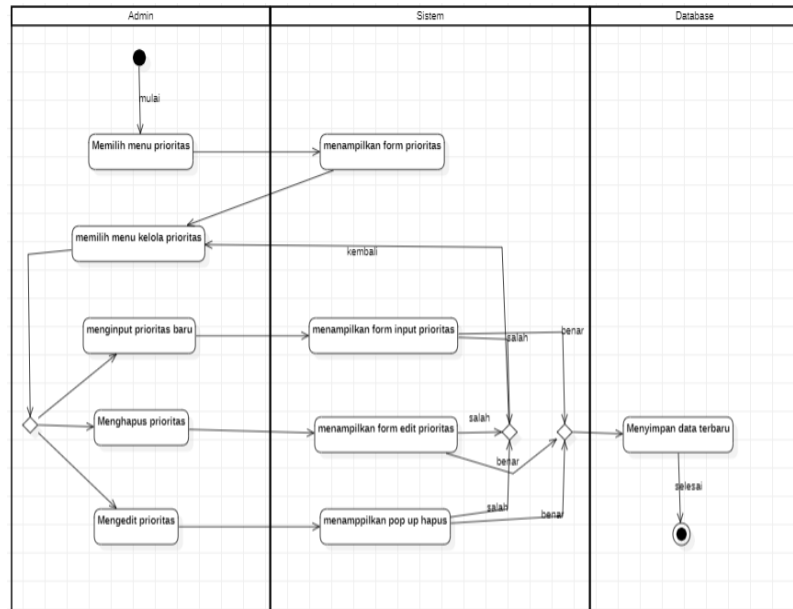 Admin
Sistem
Database
mulai
Memilih menu prioritas
menampilkan form prioritas
memilih menu kelola prioritas
kembali
menginput prioritas baru
menampilkan form input prioritas
benar
salah
Menghapus prioritas
menampilkan form edit prioritas
salah
benar
Menyimpan data terbaru
selesai
Mengedit prioritas
menamppilkan pop up hapus
salah
benar